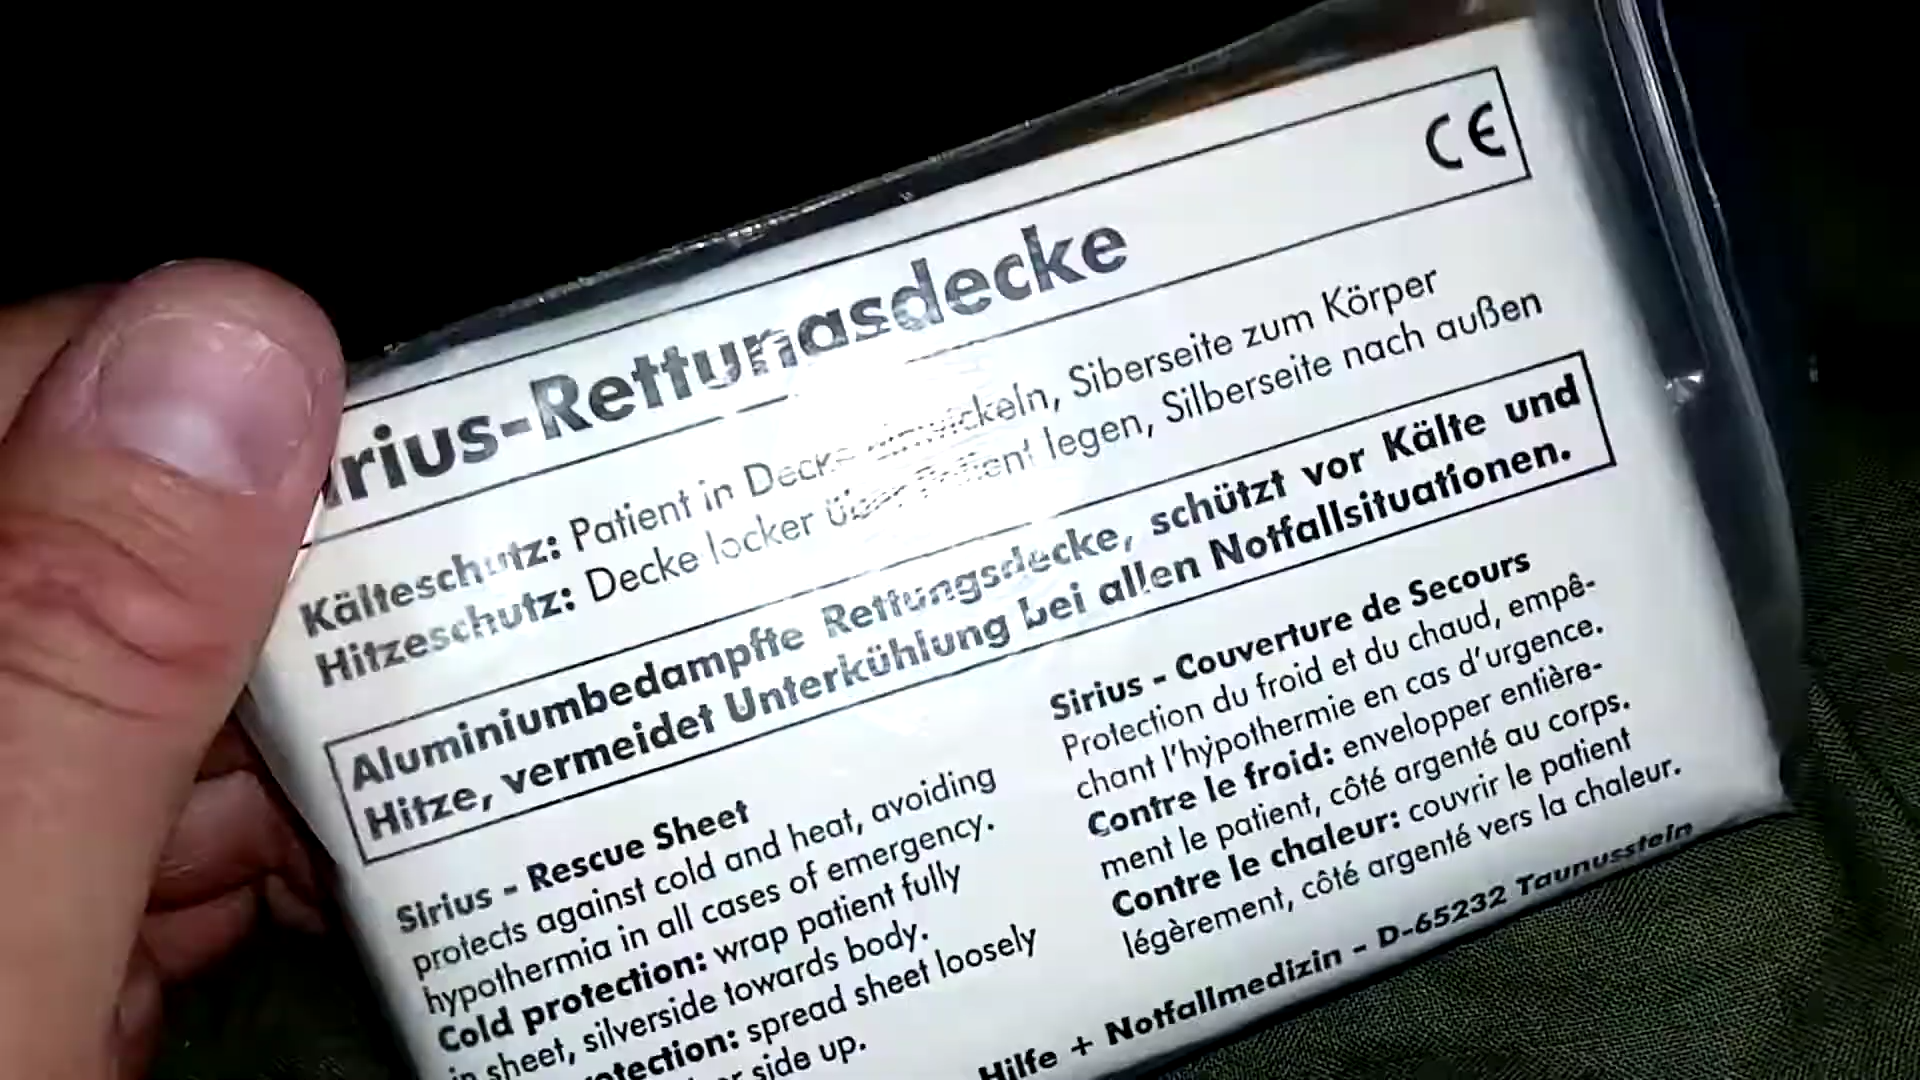 CE
irius-Rettungsdecke
Kälteschutz: Patient in Decke einwickeln, Siberseite zum Körper
Hitzeschutz: Decke locker über Patient legen, Silberseite nach außen
Aluminiumbedampfte Rettungsdecke, schützt vor Kälte und
Hitze, vermeidet Unterkühlung bei allen Notfallsituationen.
Sirius - Rescue Sheet
protects against cold and heat, avoiding
hypothermia in all cases of emergency.
Cold protection: wrap patient fully
in sheet, silverside towards body.
otection: spread sheet loosely
side up.
Sirius - Couverture de Secours
Protection du froid et du chaud, empê-
chant l'hypothermie en cas d'urgence.
Contre le froid: envelopper entière-
ment le patient, côté argenté au corps.
Contre le chaleur: couvrir le patient
légèrement, côté argenté vers la chaleur.
Hilfe + Notfallmedizin - D-65232 Taunusstein